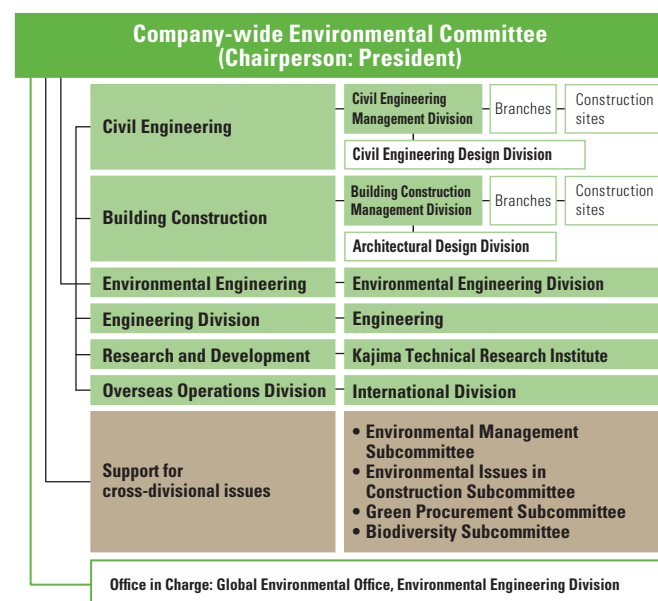 Company-wide Environmental Committee
(Chairperson: President)
Civil Engineering
Civil Engineering
Management Division
Branches
Construction
sites
Civil Engineering Design Division
Building Construction
Building Construction
Management Division
Branches
Construction
sites
Architectural Design Division
Environmental Engineering
Environmental Engineering Division
Engineering Division
Engineering
Research and Development
Kajima Technical Research Institute
Overseas Operations Division
International Division
Support for
cross-divisional issues
• Environmental Management
Subcommittee
• Environmental Issues in
Construction Subcommittee
• Green Procurement Subcommittee
• Biodiversity Subcommittee
Office in Charge: Global Environmental Office, Environmental Engineering Division